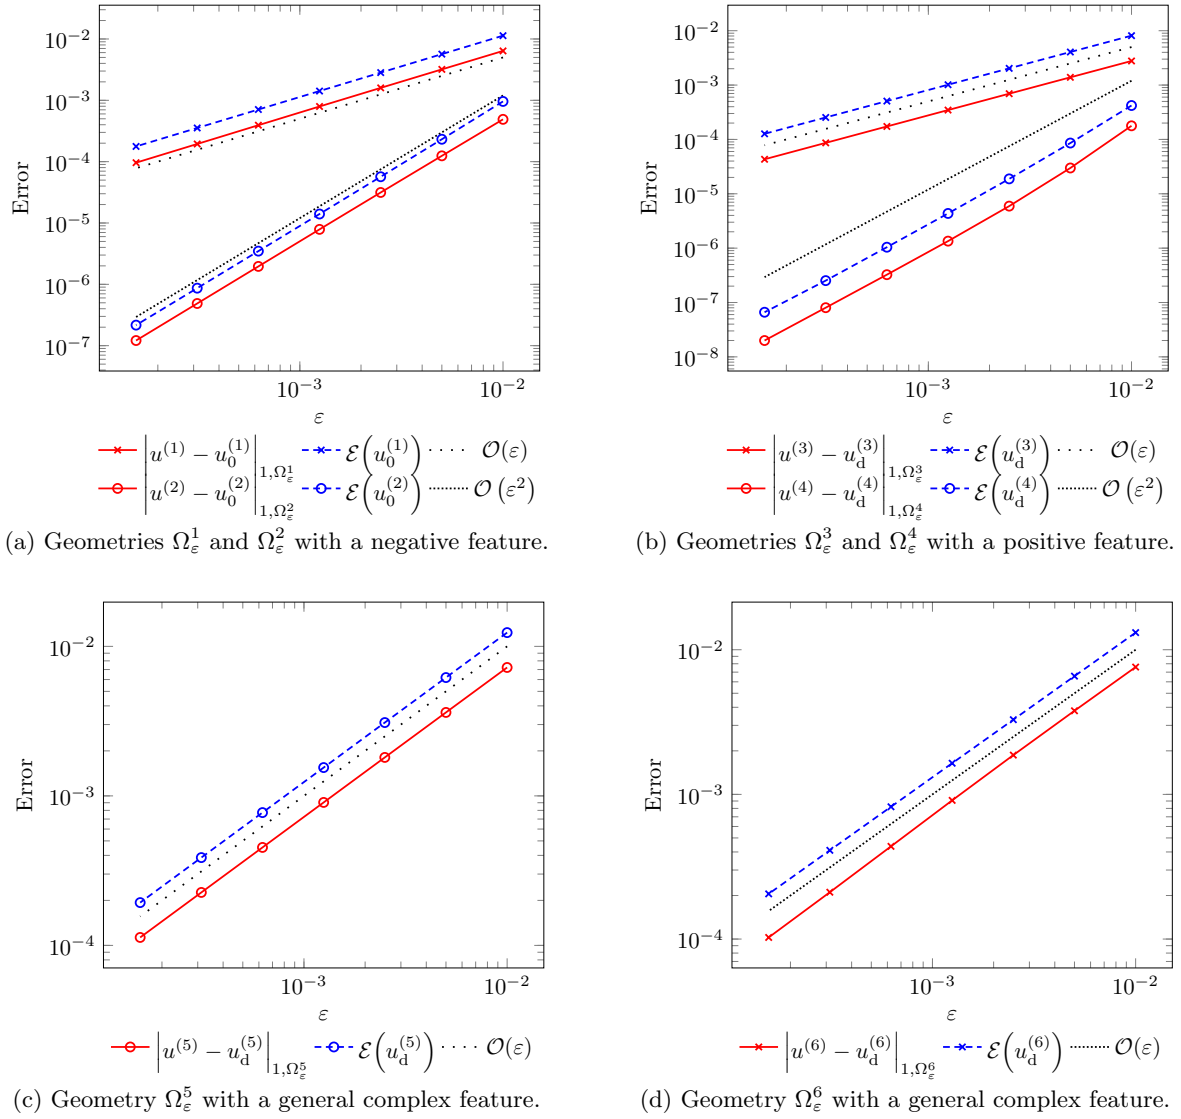 10^{-2}
10^{-3}
10^{-4}
10^{-5}
10^{-6}
10^{-7}
Error
10^{-3}
10^{-2}
ε
|u^{(1)} − u_0^{(1)}|_{1,Ω_ε^1} ℰ(u_0^{(1)}) 𝒪(ε)
|u^{(2)} − u_0^{(2)}|_{1,Ω_ε^2} ℰ(u_0^{(2)}) 𝒪(ε^2)
(a) Geometries Ω_ε^1 and Ω_ε^2 with a negative feature.
10^{-2}
10^{-3}
10^{-4}
10^{-5}
10^{-6}
10^{-7}
10^{-8}
Error
10^{-3}
10^{-2}
ε
|u^{(3)} − u_d^{(3)}|_{1,Ω_ε^3} ℰ(u_d^{(3)}) 𝒪(ε)
|u^{(4)} − u_d^{(4)}|_{1,Ω_ε^4} ℰ(u_d^{(4)}) 𝒪(ε^2)
(b) Geometries Ω_ε^3 and Ω_ε^4 with a positive feature.
10^{-2}
10^{-3}
10^{-4}
Error
10^{-3}
10^{-2}
ε
|u^{(5)} − u_d^{(5)}|_{1,Ω_ε^5} ℰ(u_d^{(5)}) 𝒪(ε)
(c) Geometry Ω_ε^5 with a general complex feature.
10^{-2}
10^{-3}
10^{-4}
Error
10^{-3}
10^{-2}
ε
|u^{(6)} − u_d^{(6)}|_{1,Ω_ε^6} ℰ(u_d^{(6)}) 𝒪(ε)
(d) Geometry Ω_ε^6 with a general complex feature.